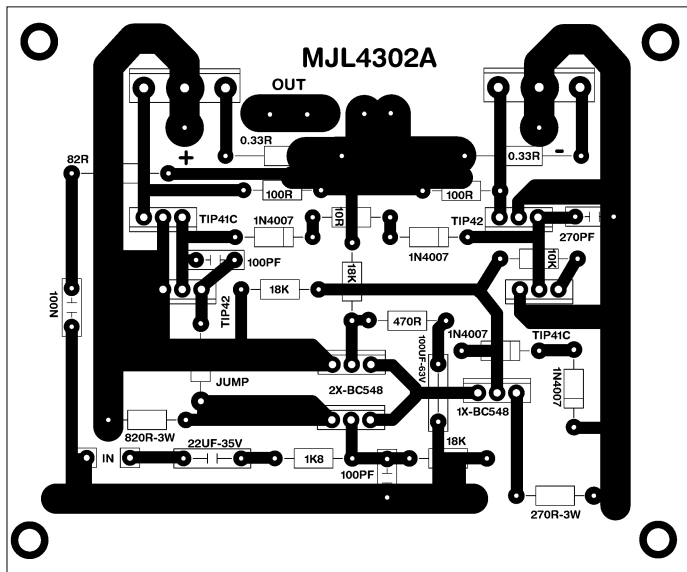 MJL4302A
OUT
0.33R
0.33R
+
-
82R
100R
100R
TIP41C
1N4007
10R
TIP42
270PF
1N4007
100PF
18K
10K
18K
TIP42
100N
470R
1N4007
TIP41C
100UF-63V
JUMP
2X-BC548
1X-BC548
1N4007
820R-3W
22UF-35V
18K
IN
1K8
100PF
270R-3W